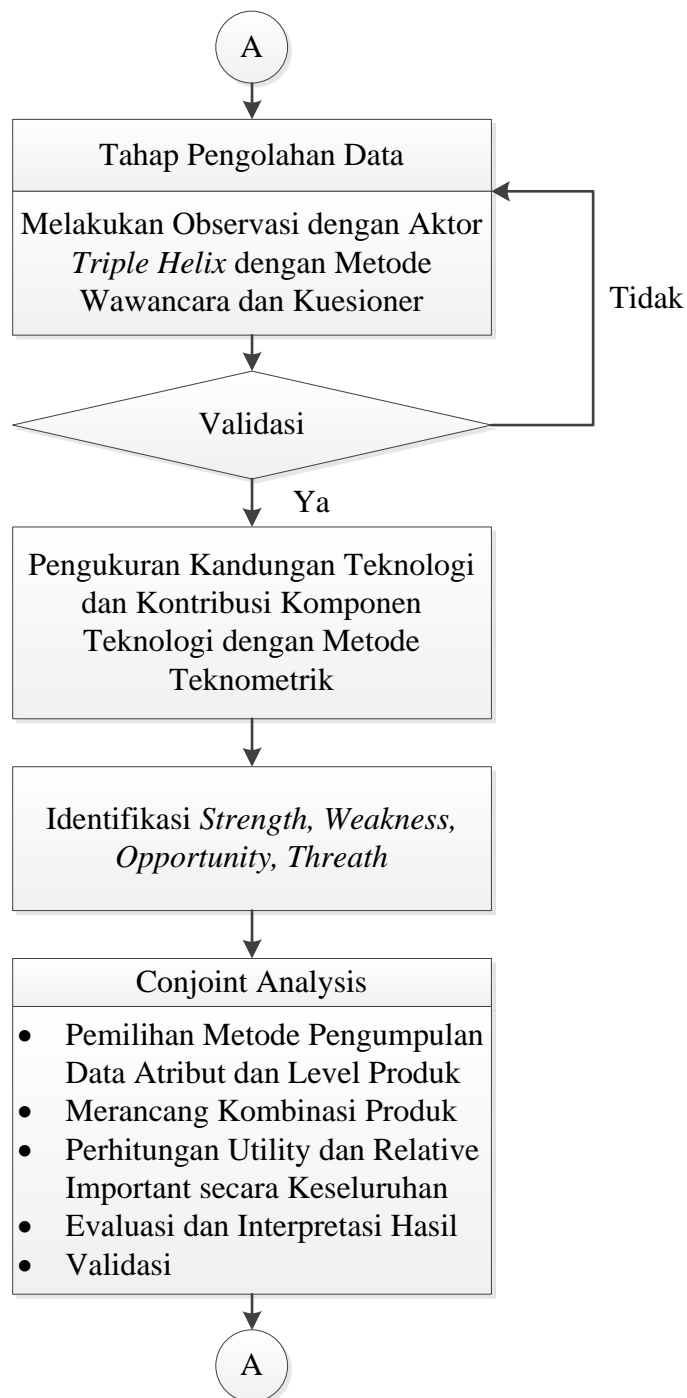 A
Tahap Pengolahan Data
Melakukan Observasi dengan Aktor
Triple Helix dengan Metode
Wawancara dan Kuesioner
Tidak
Validasi
Ya
Pengukuran Kandungan Teknologi
dan Kontribusi Komponen
Teknologi dengan Metode
Teknometrik
Identifikasi Strength, Weakness,
Opportunity, Threath
Conjoint Analysis
• Pemilihan Metode Pengumpulan
Data Atribut dan Level Produk
• Merancang Kombinasi Produk
• Perhitungan Utility dan Relative
Important secara Keseluruhan
• Evaluasi dan Interpretasi Hasil
• Validasi
A